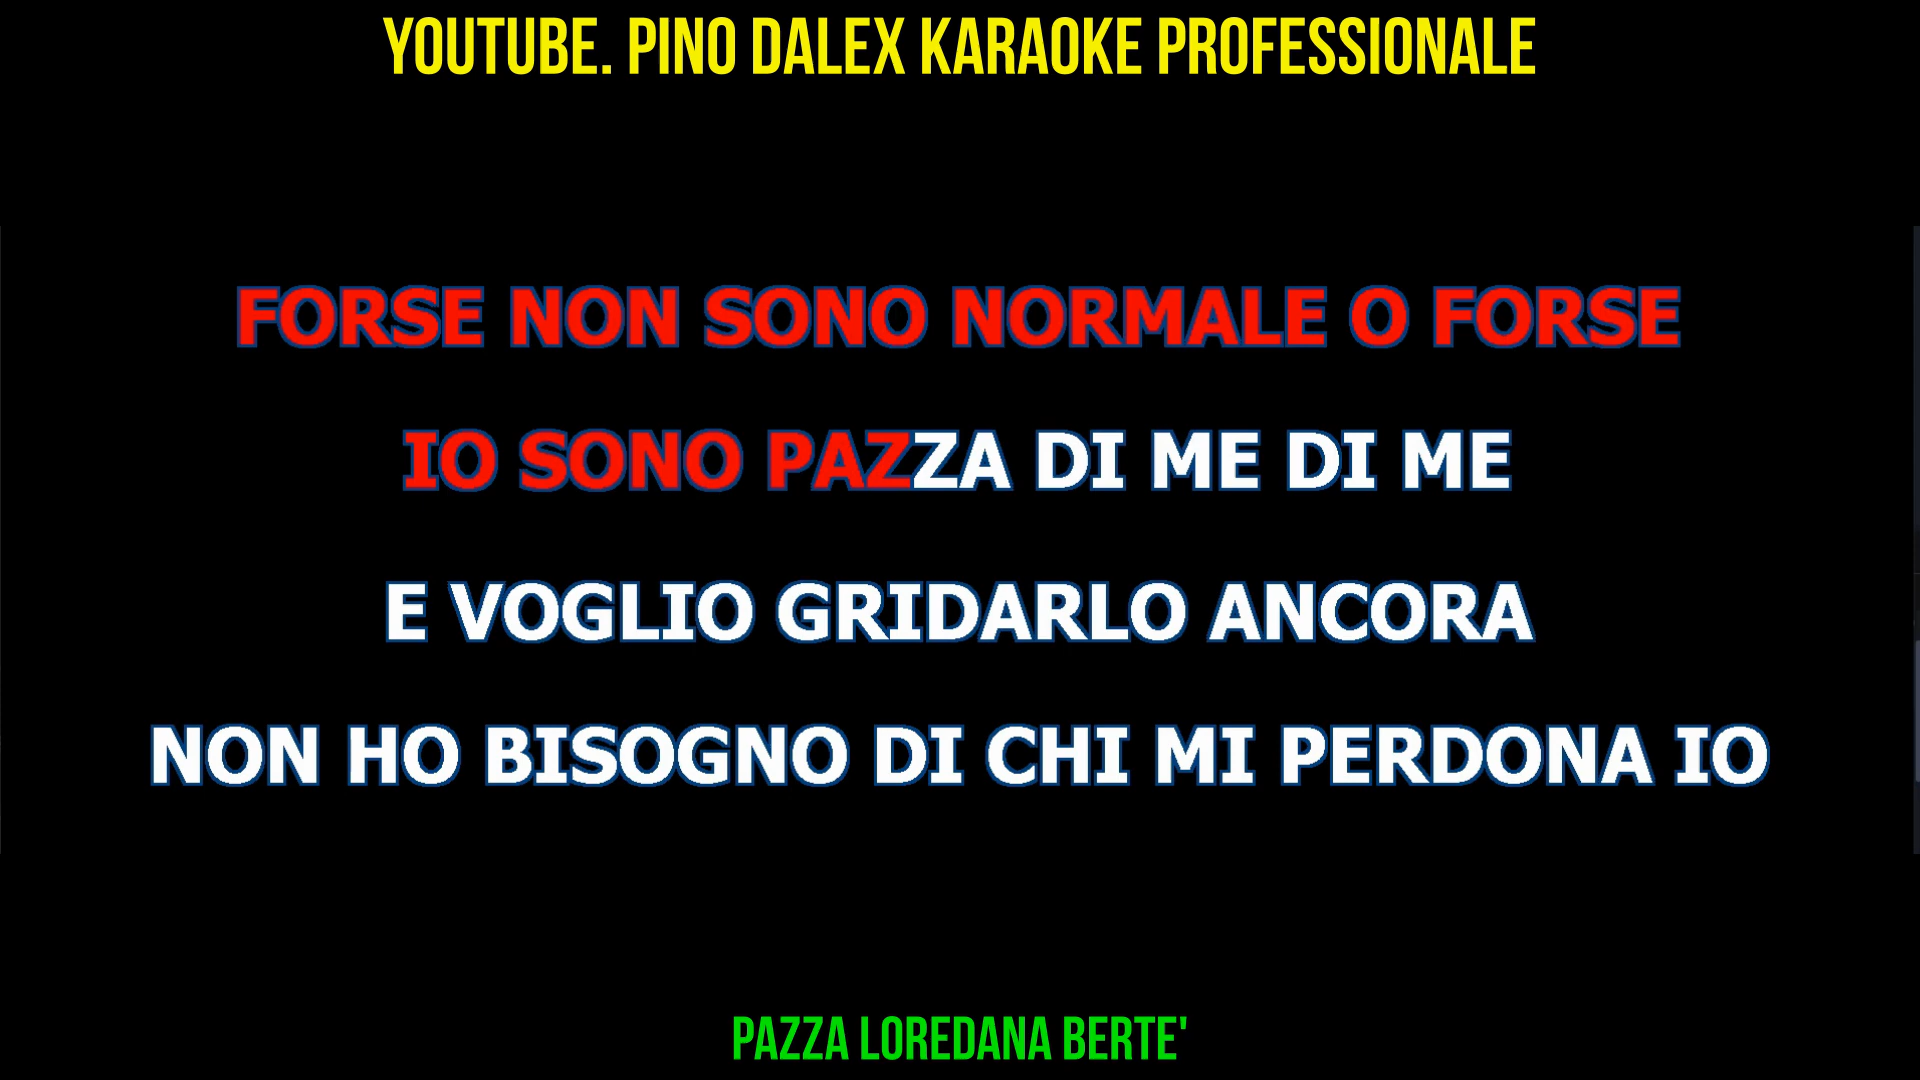 YOUTUBE. PINO DALEX KARAOKE PROFESSIONALE
FORSE NON SONO NORMALE O FORSE
IO SONO PAZZA DI ME DI ME
E VOGLIO GRIDARLO ANCORA
NON HO BISOGNO DI CHI MI PERDONA IO
PAZZA LOREDANA BERTE'